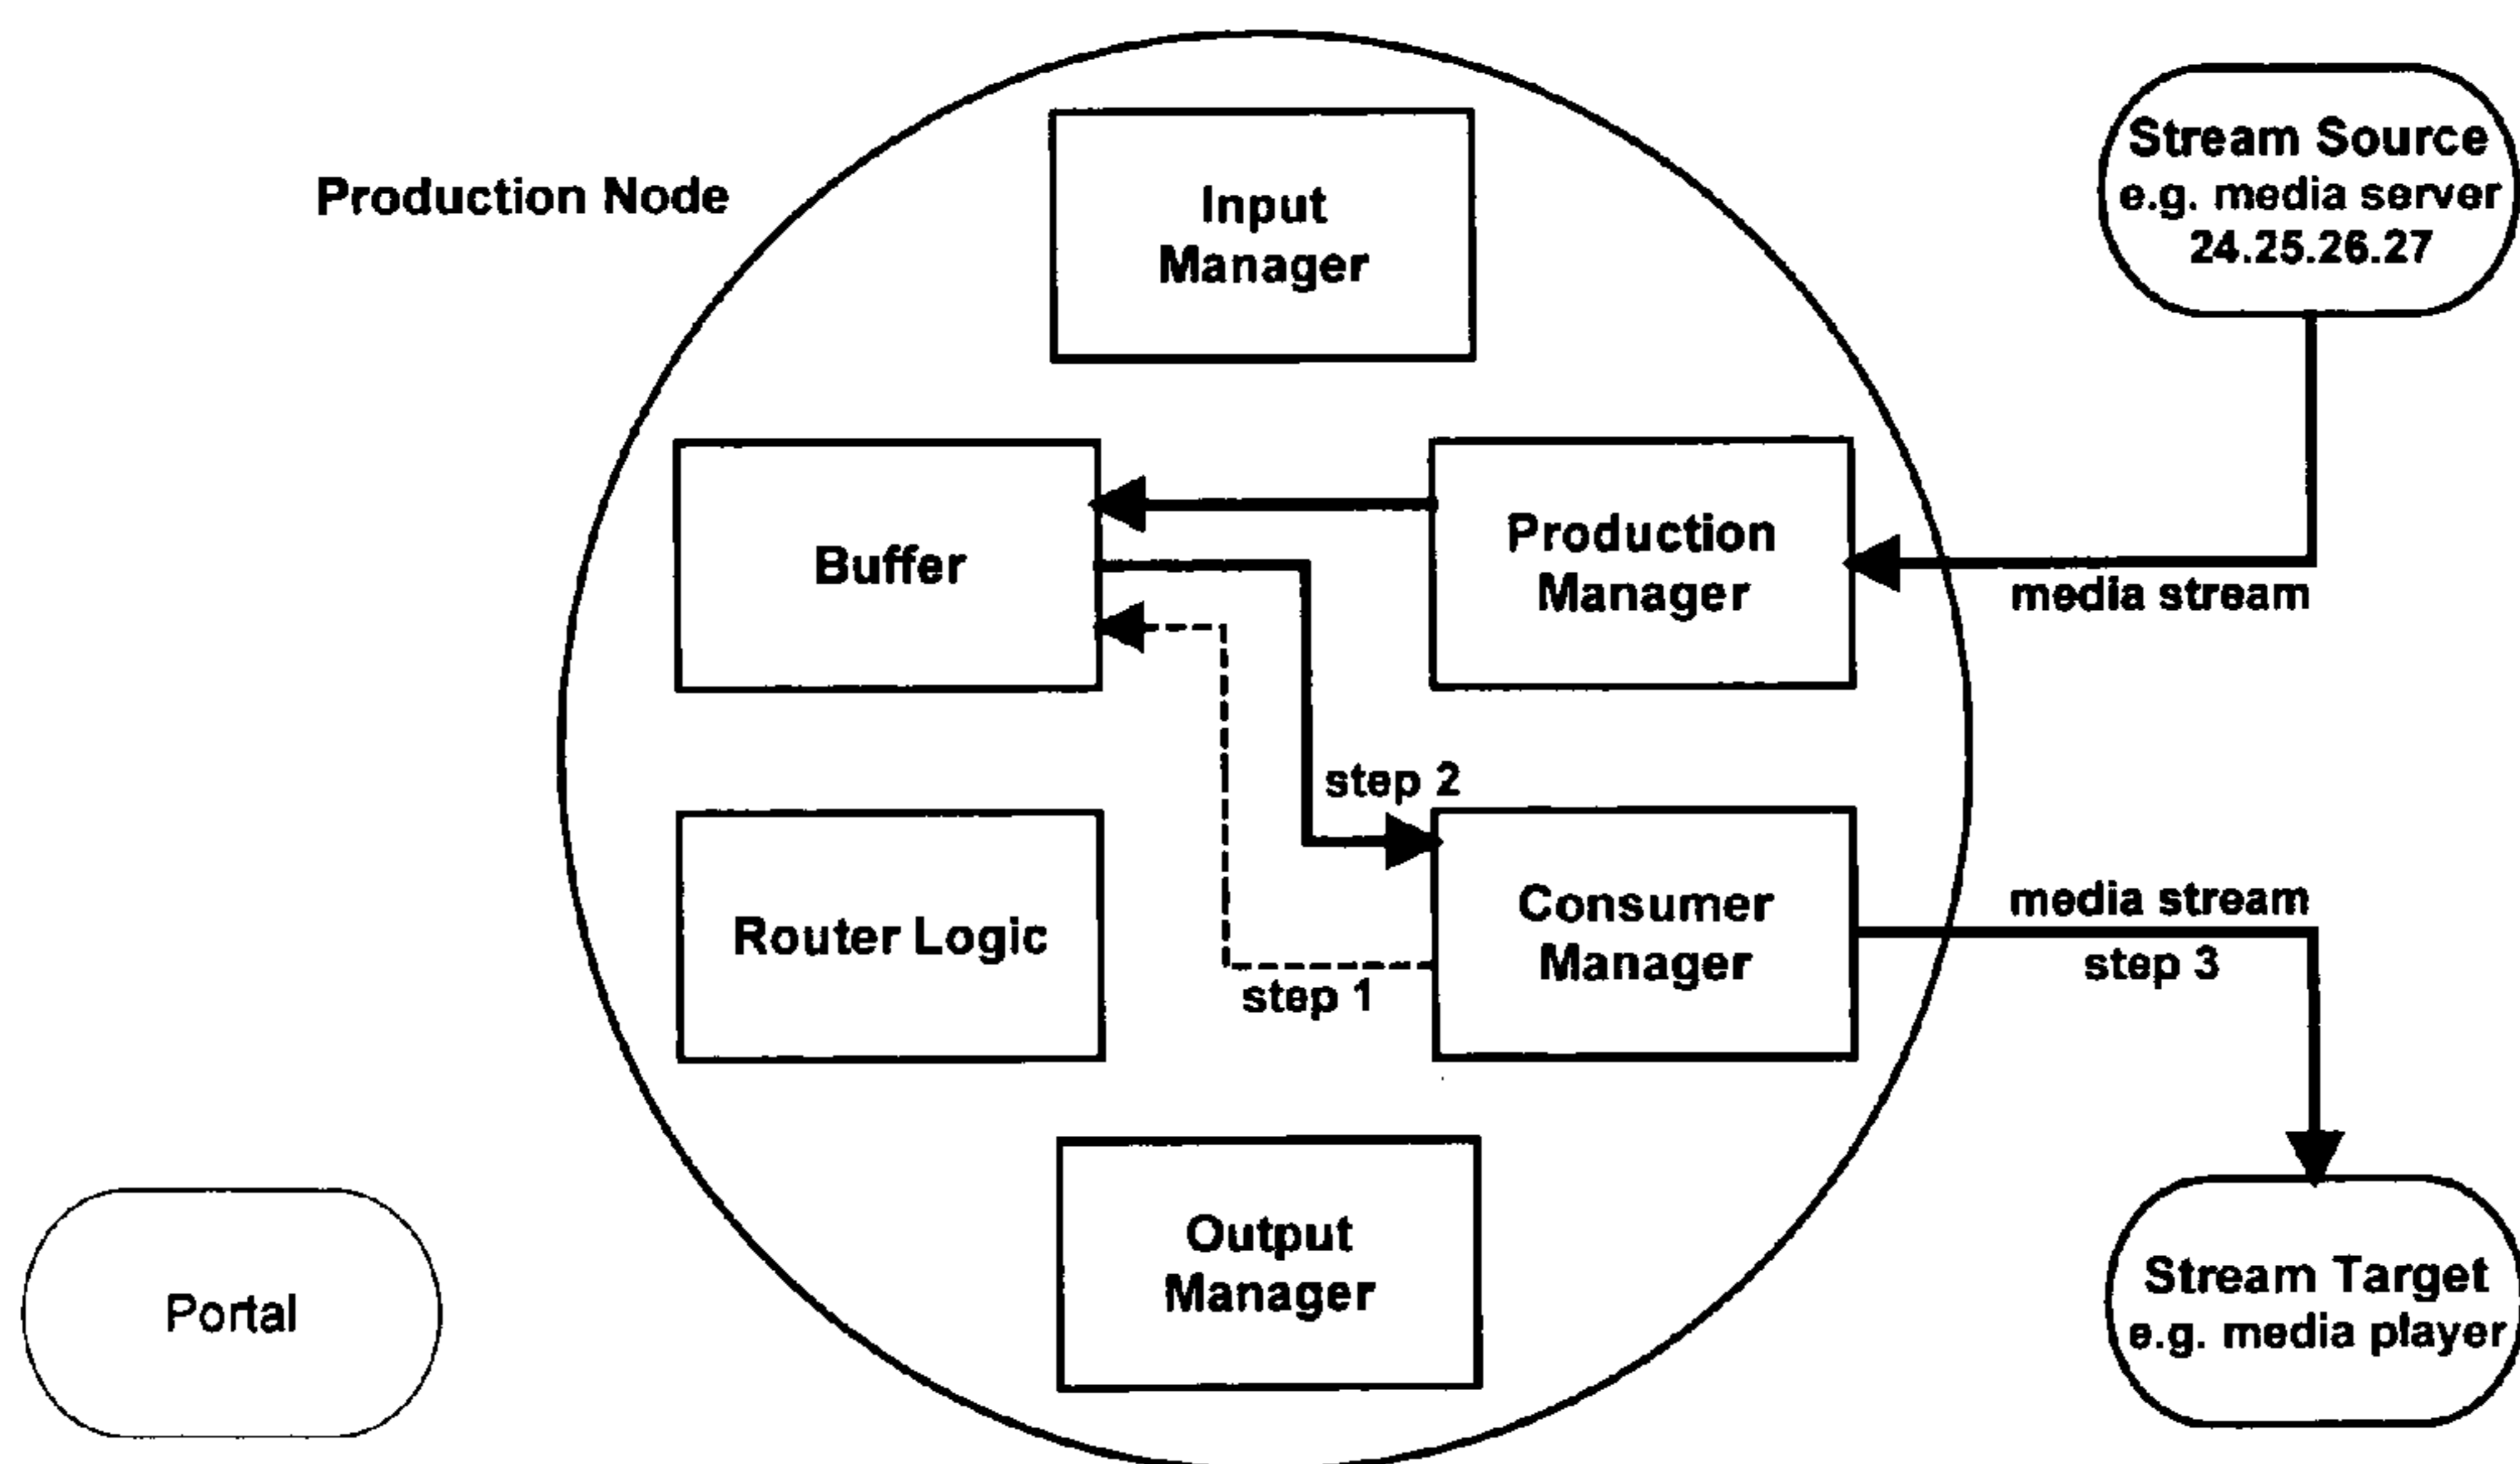 Production Node
Input
Manager
Stream Source
e.g. media server
24.25.26.27
Buffer
Production
Manager
media stream
step 2
Router Logic
Consumer
Manager
step 1
media stream
step 3
Output
Manager
Portal
Stream Target
e.g. media player